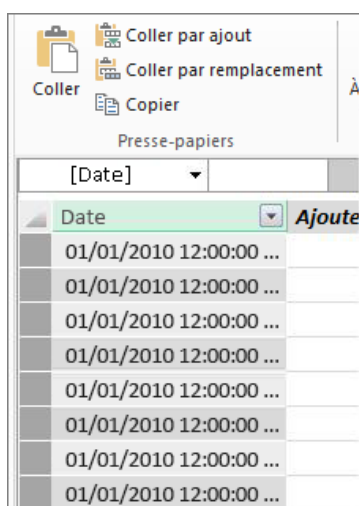 Coller par ajout
Coller par remplacement
Coller
Copier
À
Presse-papiers
[Date]
Date Ajoute
01/01/2010 12:00:00 ...
01/01/2010 12:00:00 ...
01/01/2010 12:00:00 ...
01/01/2010 12:00:00 ...
01/01/2010 12:00:00 ...
01/01/2010 12:00:00 ...
01/01/2010 12:00:00 ...
01/01/2010 12:00:00 ...